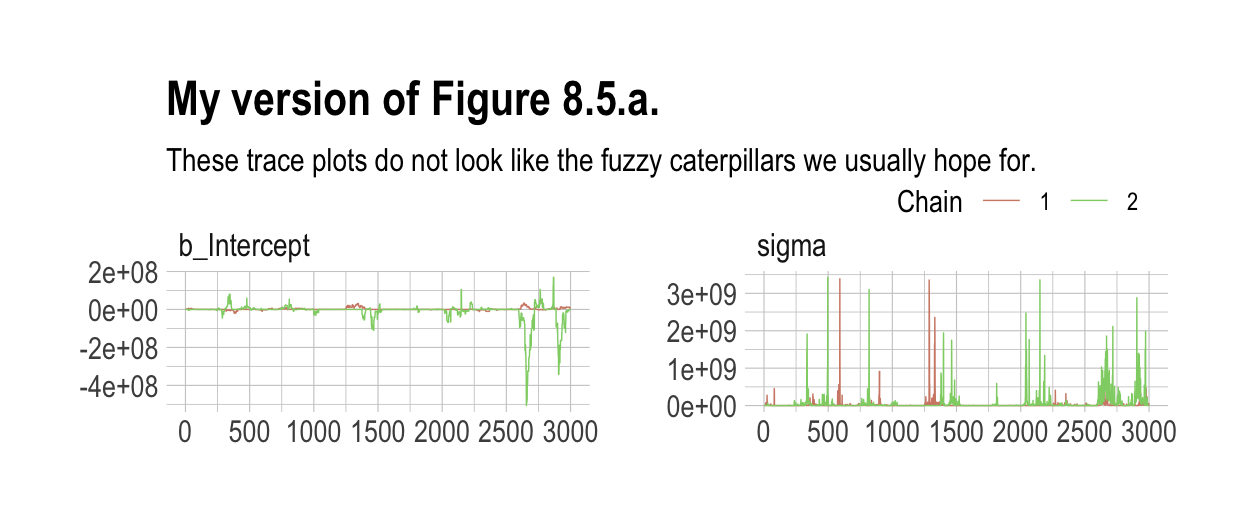 My version of Figure 8.5.a.
These trace plots do not look like the fuzzy caterpillars we usually hope for.
Chain 1 2
b_Intercept
2e+08
0e+00
-2e+08
-4e+08
0 500 1000 1500 2000 2500 3000
sigma
3e+09
2e+09
1e+09
0e+00
0 500 1000 1500 2000 2500 3000